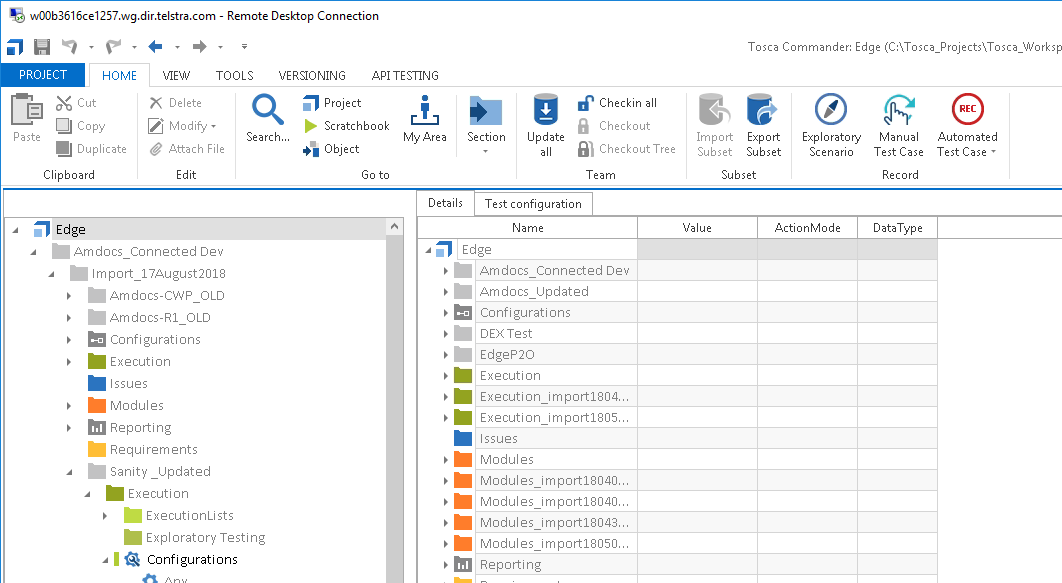 w00b3616ce1257.wg.dir.telstra.com - Remote Desktop Connection
Tosca Commander: Edge (C:\Tosca_Projects\Tosca_Worksp
PROJECT HOME VIEW TOOLS VERSIONING API TESTING
Paste
Cut
Copy
Duplicate
Clipboard
Delete
Modify
Attach File
Edit
Search...
Project
Scratchbook
Object
My Area
Go to
Section
Update all
Checkin all
Checkout
Checkout Tree
Team
Import Subset
Export Subset
Subset
Exploratory Scenario
Manual Test Case
REC
Automated Test Case
Record
Edge
Amdocs_Connected Dev
Import_17August2018
Amdocs-CWP_OLD
Amdocs-R1_OLD
Configurations
Execution
Issues
Modules
Reporting
Requirements
Sanity _Updated
Execution
ExecutionLists
Exploratory Testing
Configurations
Any
Details Test configuration
Name Value ActionMode DataType
Edge
Amdocs_Connected Dev
Amdocs_Updated
Configurations
DEX Test
EdgeP2O
Execution
Execution_import1804...
Execution_import1805...
Issues
Modules
Modules_import18040...
Modules_import18040...
Modules_import18043...
Modules_import18050...
Reporting